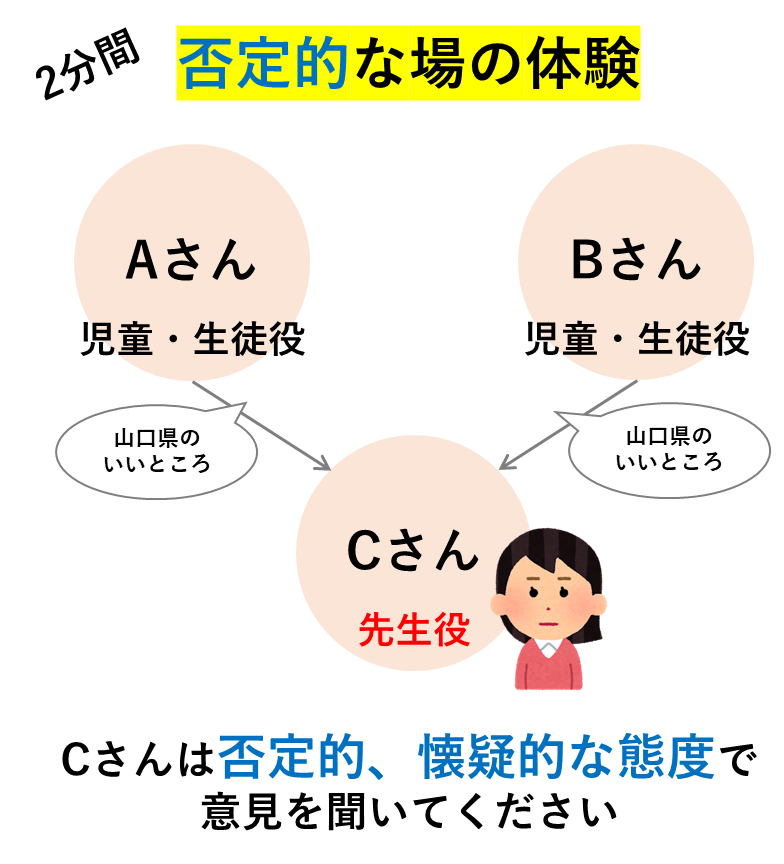 2分間
否定的な場の体験
Aさん
児童・生徒役
Bさん
児童・生徒役
山口県の
いいところ
山口県の
いいところ
Cさん
先生役
Cさんは否定的、懐疑的な態度で
意見を聞いてください